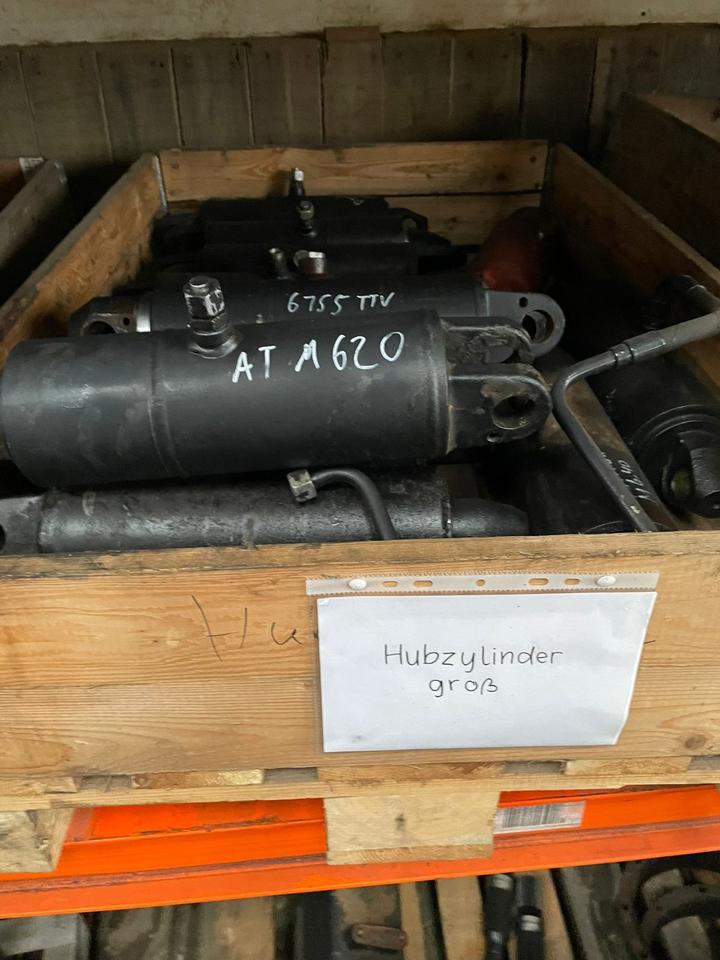 6755 TTV
AT M620
Hubzylinder
groß